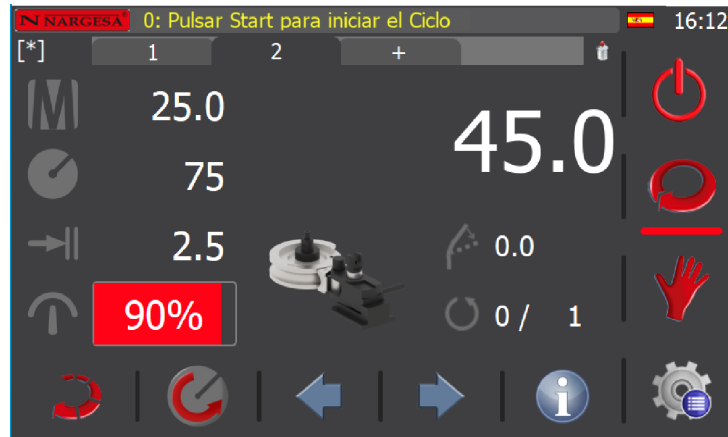 N NARGESA® 0: Pulsar Start para iniciar el Ciclo 16:12
[*] 1 2 +
25.0
45.0
75
2.5
0.0
90%
0 / 1